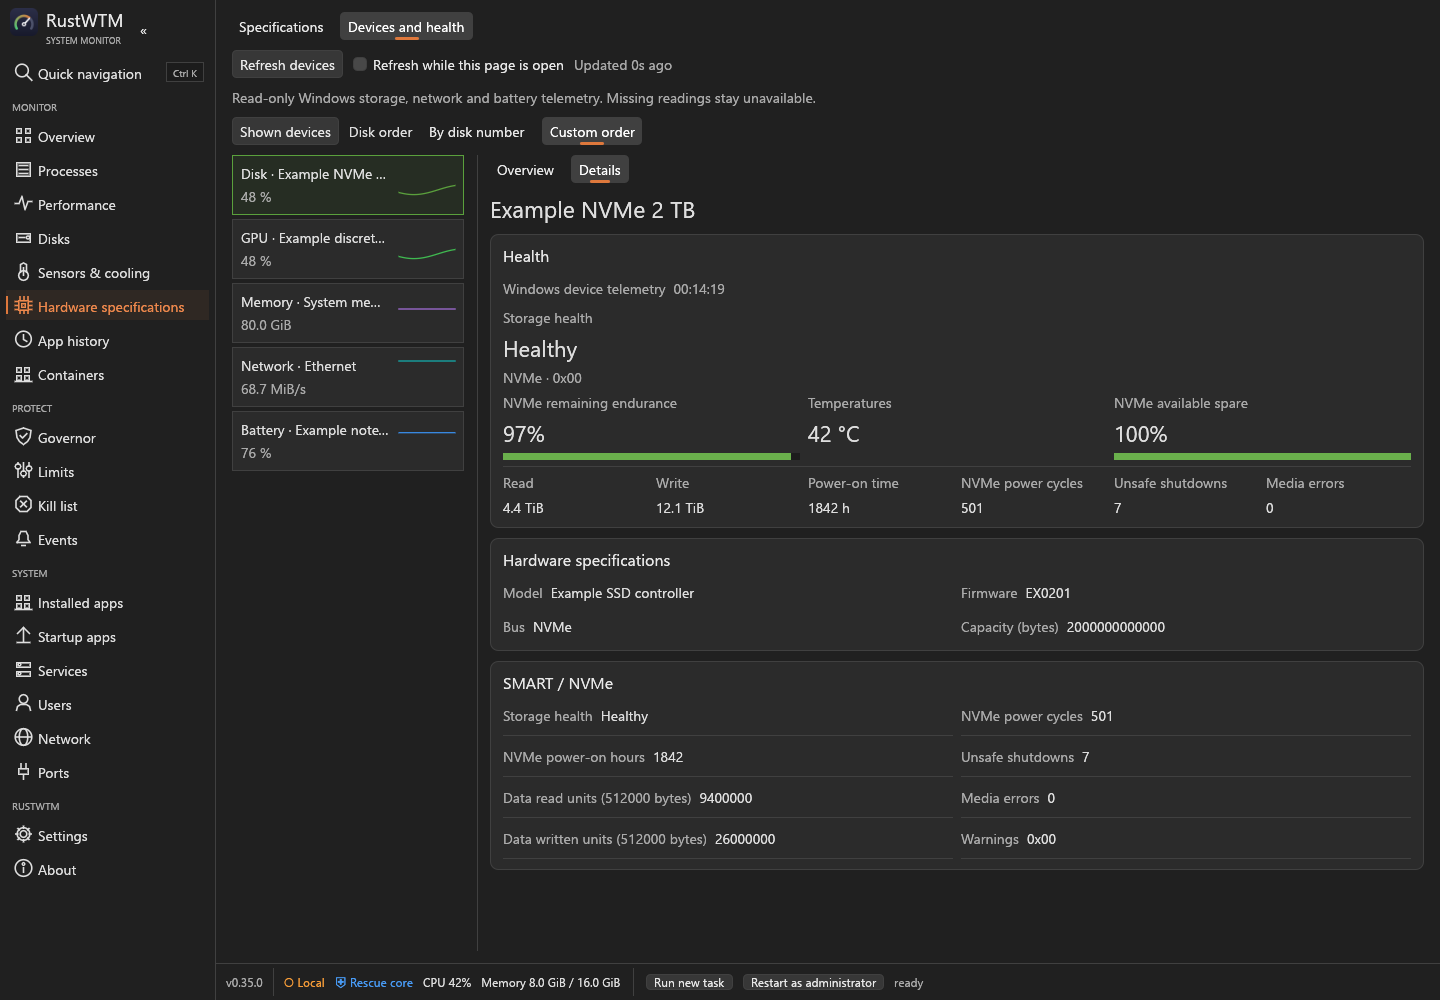 RustWTM
SYSTEM MONITOR
«
Quick navigation
Ctrl K
MONITOR
Overview
Processes
Performance
Disks
Sensors & cooling
Hardware specifications
App history
Containers
PROTECT
Governor
Limits
Kill list
Events
SYSTEM
Installed apps
Startup apps
Services
Users
Network
Ports
RUSTWTM
Settings
About
Specifications
Devices and health
Refresh devices
Refresh while this page is open
Updated 0s ago
Read-only Windows storage, network and battery telemetry. Missing readings stay unavailable.
Shown devices
Disk order
By disk number
Custom order
Disk · Example NVMe ...
48 %
GPU · Example discret...
48 %
Memory · System me...
80.0 GiB
Network · Ethernet
68.7 MiB/s
Battery · Example note...
76 %
Overview
Details
Example NVMe 2 TB
Health
Windows device telemetry 00:14:19
Storage health
Healthy
NVMe · 0x00
NVMe remaining endurance
97%
Temperatures
42 °C
NVMe available spare
100%
Read
4.4 TiB
Write
12.1 TiB
Power-on time
1842 h
NVMe power cycles
501
Unsafe shutdowns
7
Media errors
0
Hardware specifications
Model Example SSD controller
Firmware EX0201
Bus NVMe
Capacity (bytes) 2000000000000
SMART / NVMe
Storage health Healthy
NVMe power cycles 501
NVMe power-on hours 1842
Unsafe shutdowns 7
Data read units (512000 bytes) 9400000
Media errors 0
Data written units (512000 bytes) 26000000
Warnings 0x00
v0.35.0
Local
Rescue core
CPU 42%
Memory 8.0 GiB / 16.0 GiB
Run new task
Restart as administrator
ready